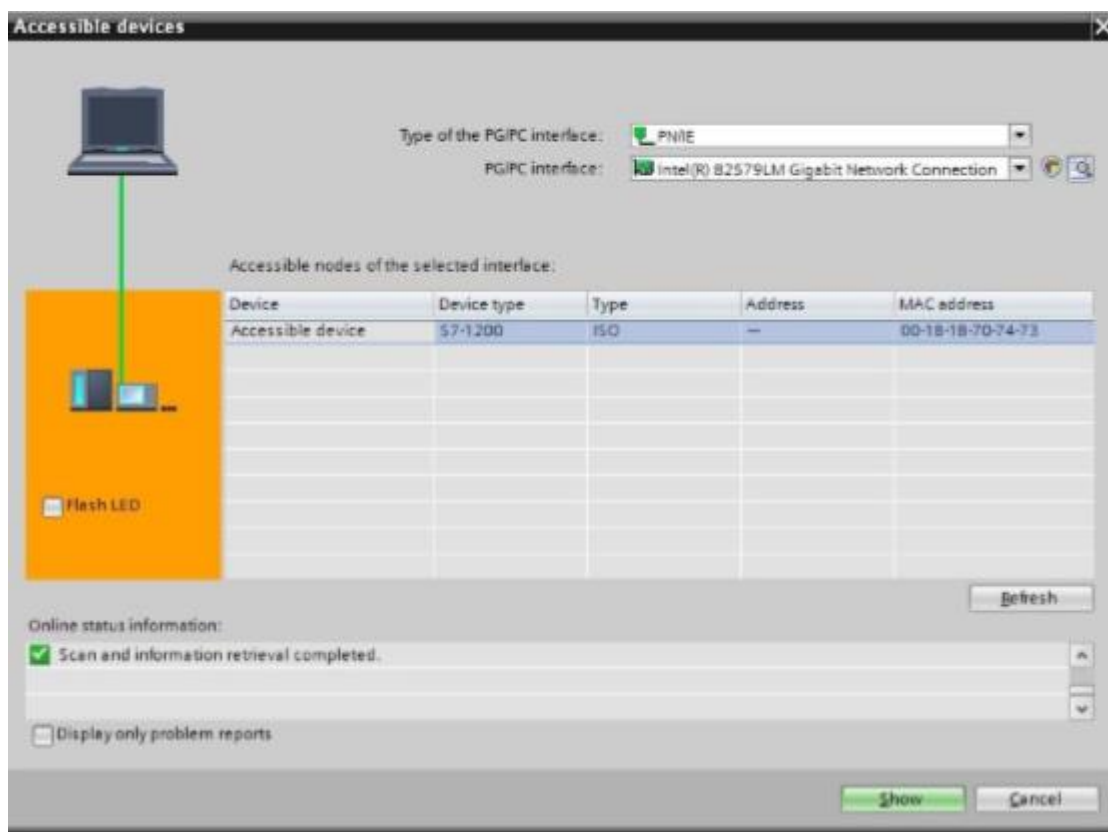 Accessible devices
Type of the PG/PC interface: PN/IE
PG/PC interface: Intel(R) 82579LM Gigabit Network Connection
Accessible nodes of the selected interface:
Device Device type Type Address MAC address
Accessible device S7-1200 ISO — 00-18-18-70-74-73
Flash LED
Refresh
Online status information:
Scan and information retrieval completed.
Display only problem reports
Show Cancel